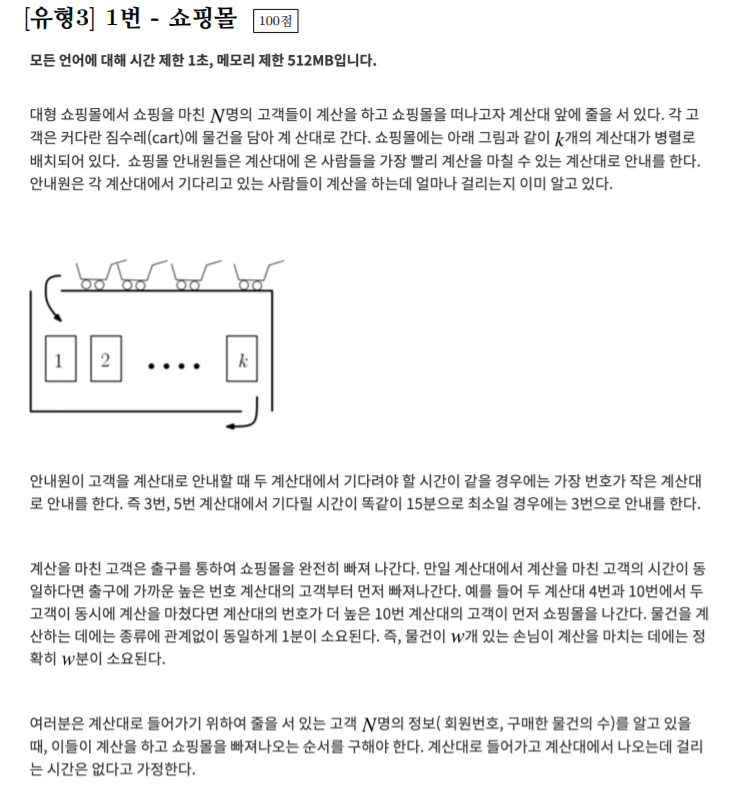 [유형3] 1번 - 쇼핑몰 100점
모든 언어에 대해 시간 제한 1초, 메모리 제한 512MB입니다.
대형 쇼핑몰에서 쇼핑을 마친 N명의 고객들이 계산을 하고 쇼핑몰을 떠나고자 계산대 앞에 줄을 서 있다. 각 고
객은 커다란 짐수레(cart)에 물건을 담아 계 산대로 간다. 쇼핑몰에는 아래 그림과 같이 k개의 계산대가 병렬로
배치되어 있다. 쇼핑몰 안내원들은 계산대에 온 사람들을 가장 빨리 계산을 마칠 수 있는 계산대로 안내를 한다.
안내원은 각 계산대에서 기다리고 있는 사람들이 계산을 하는데 얼마나 걸리는지 이미 알고 있다.
1 2 • • • • k
안내원이 고객을 계산대로 안내할 때 두 계산대에서 기다려야 할 시간이 같을 경우에는 가장 번호가 작은 계산대
로 안내를 한다. 즉 3번, 5번 계산대에서 기다릴 시간이 똑같이 15분으로 최소일 경우에는 3번으로 안내를 한다.
계산을 마친 고객은 출구를 통하여 쇼핑몰을 완전히 빠져 나간다. 만일 계산대에서 계산을 마친 고객의 시간이 동
일하다면 출구에 가까운 높은 번호 계산대의 고객부터 먼저 빠져나간다. 예를 들어 두 계산대 4번과 10번에서 두
고객이 동시에 계산을 마쳤다면 계산대의 번호가 더 높은 10번 계산대의 고객이 먼저 쇼핑몰을 나간다. 물건을 계
산하는 데에는 종류에 관계없이 동일하게 1분이 소요된다. 즉, 물건이 w개 있는 손님이 계산을 마치는 데에는 정
확히 w분이 소요된다.
여러분은 계산대로 들어가기 위하여 줄을 서 있는 고객 N명의 정보( 회원번호, 구매한 물건의 수)를 알고 있을
때, 이들이 계산을 하고 쇼핑몰을 빠져나오는 순서를 구해야 한다. 계산대로 들어가고 계산대에서 나오는데 걸리
는 시간은 없다고 가정한다.